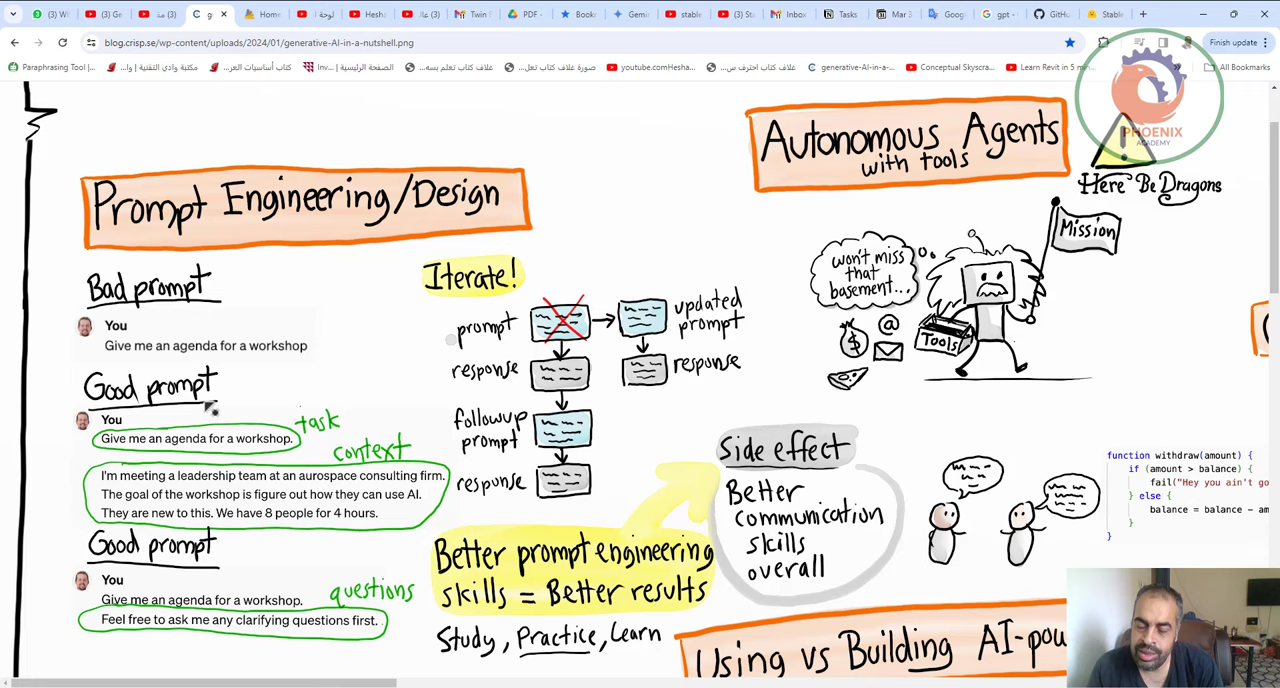 blog.crisp.se/wp-content/uploads/2024/01/generative-AI-in-a-nutshell.png
Finish update
Paraphrasing Tool |...
youtube.com/Hesha...
generative-AI-in-a-...
Conceptual Skyscra...
Learn Revit in 5 min...
All Bookmarks
PHOENIX
ACADEMY
Prompt Engineering/Design
Bad prompt
You
Give me an agenda for a workshop
Good prompt
You
Give me an agenda for a workshop.
task
context
I'm meeting a leadership team at an aurospace consulting firm.
The goal of the workshop is figure out how they can use AI.
They are new to this. We have 8 people for 4 hours.
Good prompt
You
Give me an agenda for a workshop.
questions
Feel free to ask me any clarifying questions first.
Iterate!
prompt
updated
prompt
response
response
followup
prompt
response
Better prompt engineering
skills = Better results
Study, Practice, Learn
Side effect
Better
communication
skills
overall
Autonomous Agents
with tools
Here Be Dragons
Mission
won't miss
that
basement...
@
$
Tools
function withdraw(amount) {
if (amount > balance) {
fail("Hey you ain't go
} else {
balance = balance - am
}
}
Using vs Building AI-pou